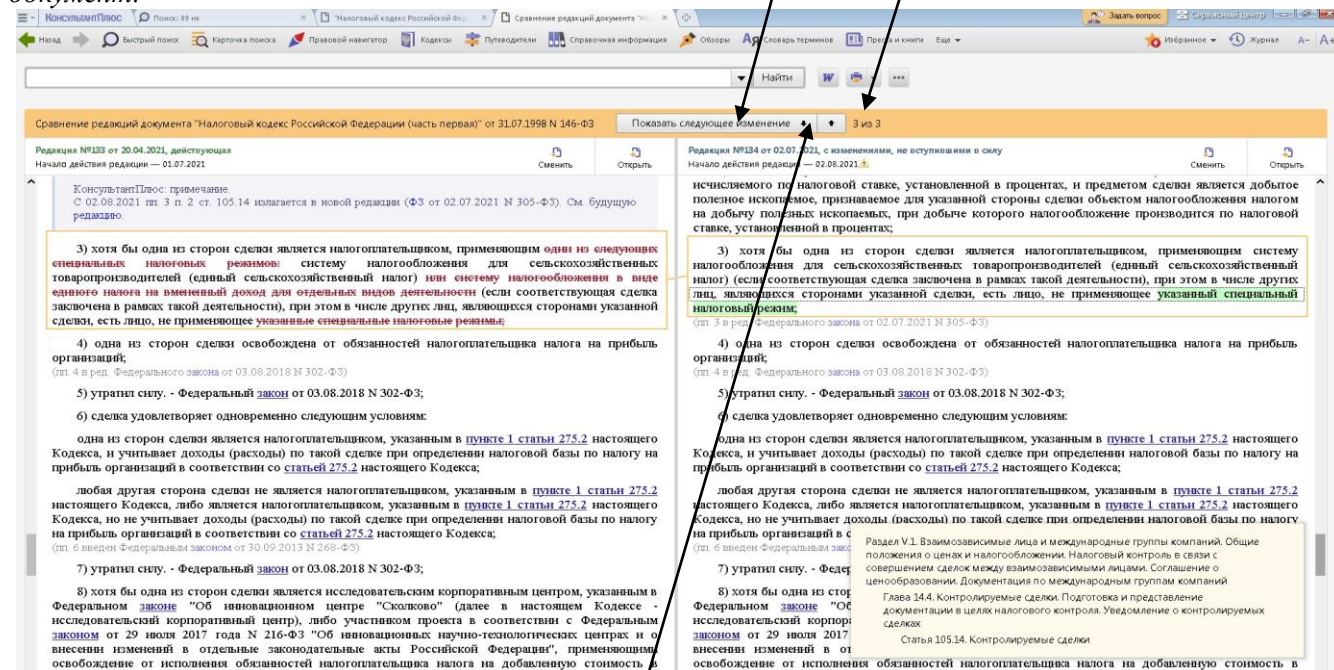 документ.
КонсультантПлюс
Поиск: 89 нк
"Налоговый кодекс Российской Фед
Сравнение редакций документа "На
Задать вопрос
Сервисный центр
Назад
Быстрый поиск
Карточка поиска
Правовой навигатор
Кодексы
Путеводители
Справочная информация
Обзоры
Словарь терминов
Пресса и книги
Еще
Избранное
Журнал
А- А+
Найти
Сравнение редакций документа "Налоговый кодекс Российской Федерации (часть первая)" от 31.07.1998 N 146-ФЗ
Показать следующее изменение
3 из 3
Редакция №133 от 20.04.2021, действующая
Начало действия редакции — 01.07.2021
Сменить
Открыть
КонсультантПлюс: примечание.
С 02.08.2021 пп. 3 п. 2 ст. 105.14 излагается в новой редакции (ФЗ от 02.07.2021 N 305-ФЗ). См. будущую
редакцию.
3) хотя бы одна из сторон сделки является налогоплательщиком, применяющим один из следующих
специальных налоговых режимов: систему налогообложения для сельскохозяйственных
товаропроизводителей (единый сельскохозяйственный налог) или систему налогообложения в виде
единого налога на вмененный доход для отдельных видов деятельности (если соответствующая сделка
заключена в рамках такой деятельности), при этом в числе других лиц, являющихся сторонами указанной
сделки, есть лицо, не применяющее указанные специальные налоговые режимы;
4) одна из сторон сделки освобождена от обязанностей налогоплательщика налога на прибыль
организаций;
(пп. 4 в ред. Федерального закона от 03.08.2018 N 302-ФЗ)
5) утратил силу. - Федеральный закон от 03.08.2018 N 302-ФЗ;
6) сделка удовлетворяет одновременно следующим условиям:
одна из сторон сделки является налогоплательщиком, указанным в пункте 1 статьи 275.2 настоящего
Кодекса, и учитывает доходы (расходы) по такой сделке при определении налоговой базы по налогу на
прибыль организаций в соответствии со статьей 275.2 настоящего Кодекса;
любая другая сторона сделки не является налогоплательщиком, указанным в пункте 1 статьи 275.2
настоящего Кодекса, либо является налогоплательщиком, указанным в пункте 1 статьи 275.2 настоящего
Кодекса, но не учитывает доходы (расходы) по такой сделке при определении налоговой базы по налогу
на прибыль организаций в соответствии со статьей 275.2 настоящего Кодекса;
(пп. 6 введен Федеральным законом от 30.09.2013 N 268-ФЗ)
7) утратил силу. - Федеральный закон от 03.08.2018 N 302-ФЗ;
8) хотя бы одна из сторон сделки является исследовательским корпоративным центром, указанным в
Федеральном законе "Об инновационном центре "Сколково" (далее в настоящем Кодексе -
исследовательский корпоративный центр), либо участником проекта в соответствии с Федеральным
законом от 29 июля 2017 года N 216-ФЗ "Об инновационных научно-технологических центрах и о
внесении изменений в отдельные законодательные акты Российской Федерации", применяющими
освобождение от исполнения обязанностей налогоплательщика налога на добавленную стоимость в
Редакция №134 от 02.07.2021, с изменениями, не вступившими в силу
Начало действия редакции — 02.08.2021
Сменить
Открыть
исчисляемого по налоговой ставке, установленной в процентах, и предметом сделки является добытое
полезное ископаемое, признаваемое для указанной стороны сделки объектом налогообложения налогом
на добычу полезных ископаемых, при добыче которого налогообложение производится по налоговой
ставке, установленной в процентах;
3) хотя бы одна из сторон сделки является налогоплательщиком, применяющим систему
налогообложения для сельскохозяйственных товаропроизводителей (единый сельскохозяйственный
налог) (если соответствующая сделка заключена в рамках такой деятельности), при этом в числе других
лиц, являющихся сторонами указанной сделки, есть лицо, не применяющее указанный специальный
налоговый режим;
(пп. 3 в ред. Федерального закона от 02.07.2021 N 305-ФЗ)
4) одна из сторон сделки освобождена от обязанностей налогоплательщика налога на прибыль
организаций;
(пп. 4 в ред. Федерального закона от 03.08.2018 N 302-ФЗ)
5) утратил силу. - Федеральный закон от 03.08.2018 N 302-ФЗ;
6) сделка удовлетворяет одновременно следующим условиям:
одна из сторон сделки является налогоплательщиком, указанным в пункте 1 статьи 275.2 настоящего
Кодекса, и учитывает доходы (расходы) по такой сделке при определении налоговой базы по налогу на
прибыль организаций в соответствии со статьей 275.2 настоящего Кодекса;
любая другая сторона сделки не является налогоплательщиком, указанным в пункте 1 статьи 275.2
настоящего Кодекса, либо является налогоплательщиком, указанным в пункте 1 статьи 275.2 настоящего
Кодекса, но не учитывает доходы (расходы) по такой сделке при определении налоговой базы по налогу
на прибыль организаций в с
(пп. 6 введен Федеральным зако
7) утратил силу. - Федер
8) хотя бы одна из стор
Федеральном законе "Об
исследовательский корпора
законом от 29 июля 2017
внесении изменений в от
освобождение от исполнения обязанностей налогоплательщика налога на добавленную стоимость в
Раздел V.1. Взаимозависимые лица и международные группы компаний. Общие
положения о ценах и налогообложении. Налоговый контроль в связи с
совершением сделок между взаимозависимыми лицами. Соглашение о
ценообразовании. Документация по международным группам компаний
Глава 14.4. Контролируемые сделки. Подготовка и представление
документации в целях налогового контроля. Уведомление о контролируемых
сделках
Статья 105.14. Контролируемые сделки